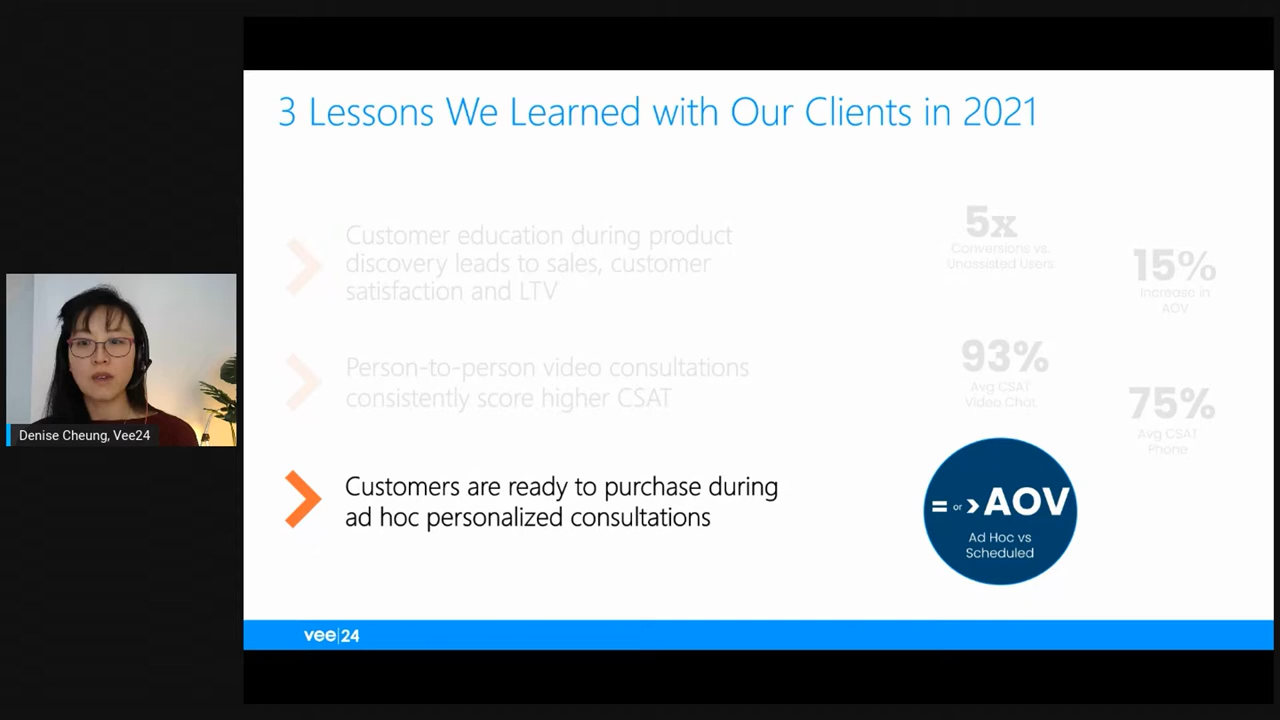 3 Lessons We Learned with Our Clients in 2021
Customer education during product
discovery leads to sales, customer
satisfaction and LTV
5x
Conversions vs.
Unassisted Users
15%
Increase in
AOV
Person-to-person video consultations
consistently score higher CSAT
93%
Avg CSAT
Video Chat
75%
Avg CSAT
Phone
Customers are ready to purchase during
ad hoc personalized consultations
= or >AOV
Ad Hoc vs
Scheduled
Denise Cheung, Vee24
vee|24